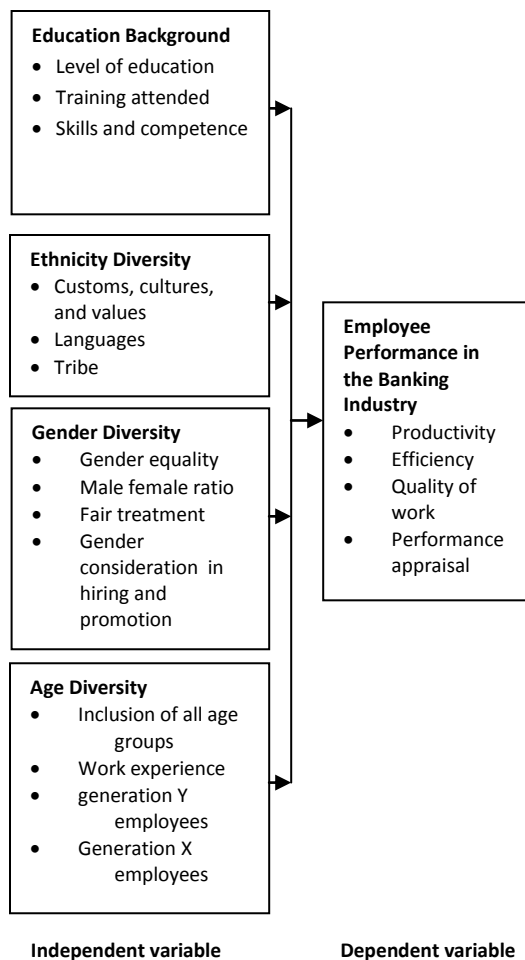 Education Background
• Level of education
• Training attended
• Skills and competence
Ethnicity Diversity
• Customs, cultures,
and values
• Languages
• Tribe
Gender Diversity
• Gender equality
• Male female ratio
• Fair treatment
• Gender
consideration in
hiring and
promotion
Age Diversity
• Inclusion of all age
groups
• Work experience
• generation Y
employees
• Generation X
employees
Employee
Performance in
the Banking
Industry
• Productivity
• Efficiency
• Quality of
work
• Performance
appraisal
Independent variable
Dependent variable